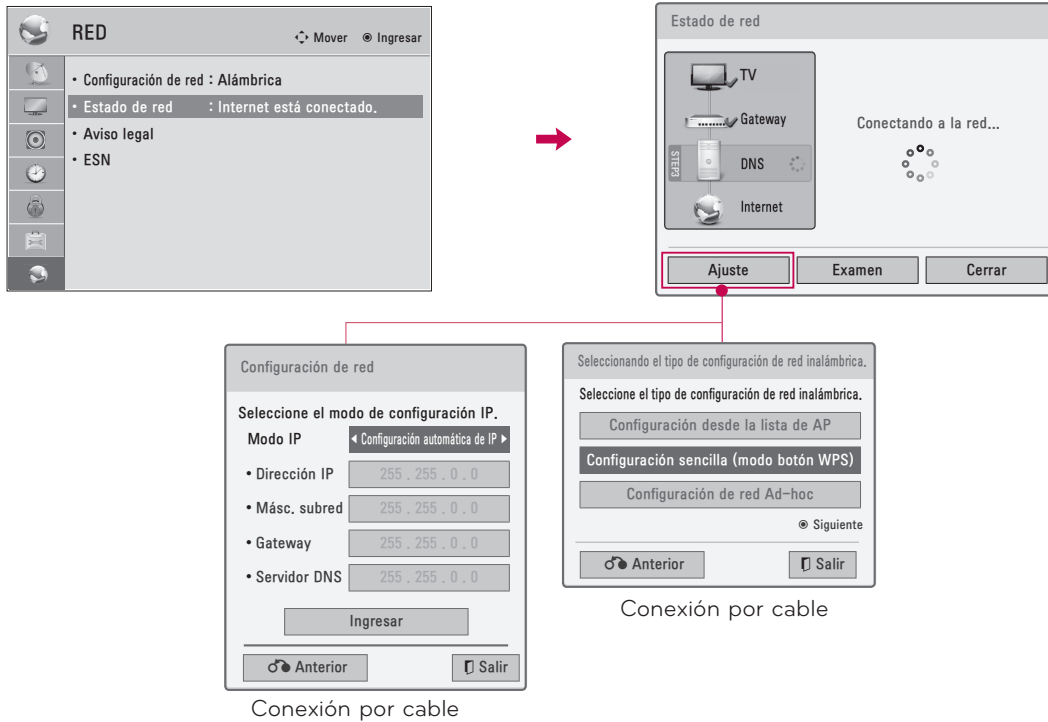 RED
Mover Ingresar
• Configuración de red : Alámbrica
• Estado de red : Internet está conectado.
• Aviso legal
• ESN
Estado de red
TV
Gateway
STEP3
DNS
Internet
Conectando a la red...
Ajuste Examen Cerrar
Configuración de red
Seleccione el modo de configuración IP.
Modo IP ◀ Configuración automática de IP ▶
• Dirección IP 255 . 255 . 0 . 0
• Másc. subred 255 . 255 . 0 . 0
• Gateway 255 . 255 . 0 . 0
• Servidor DNS 255 . 255 . 0 . 0
Ingresar
Anterior Salir
Conexión por cable
Seleccionando el tipo de configuración de red inalámbrica.
Seleccione el tipo de configuración de red inalámbrica.
Configuración desde la lista de AP
Configuración sencilla (modo botón WPS)
Configuración de red Ad-hoc
Siguiente
Anterior Salir
Conexión por cable